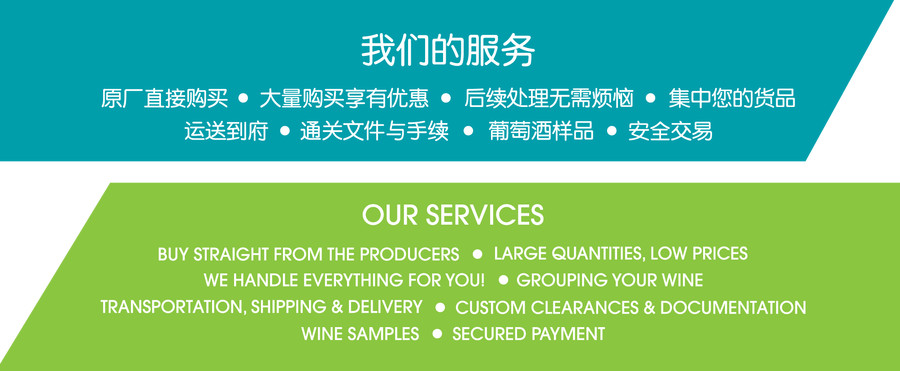 我们的服务
原厂直接购买 ● 大量购买享有优惠 ● 后续处理无需烦恼 ● 集中您的货品
运送到府 ● 通关文件与手续 ● 葡萄酒样品 ● 安全交易
OUR SERVICES
BUY STRAIGHT FROM THE PRODUCERS ● LARGE QUANTITIES, LOW PRICES
WE HANDLE EVERYTHING FOR YOU! ● GROUPING YOUR WINE
TRANSPORTATION, SHIPPING & DELIVERY ● CUSTOM CLEARANCES & DOCUMENTATION
WINE SAMPLES ● SECURED PAYMENT